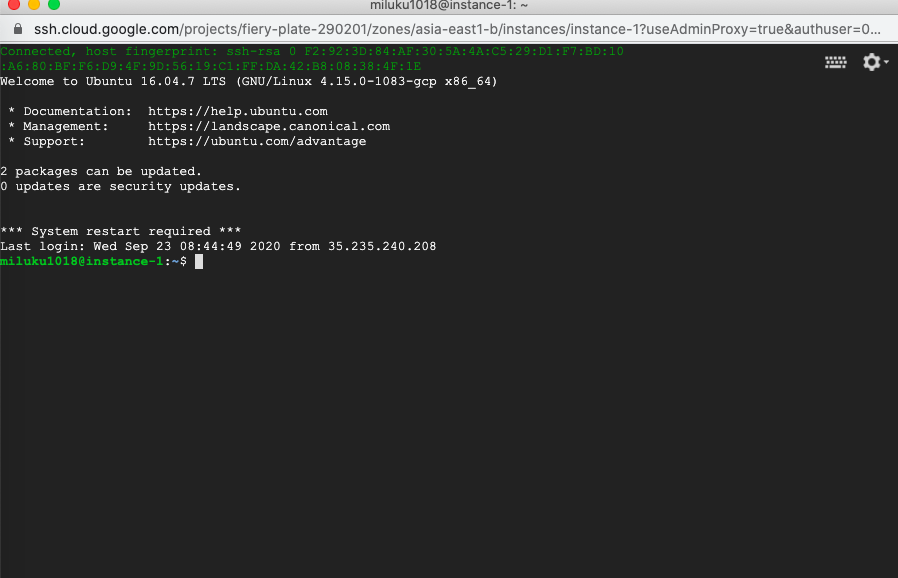 miluku1018@instance-1: ~
ssh.cloud.google.com/projects/fiery-plate-290201/zones/asia-east1-b/instances/instance-1?useAdminProxy=true&authuser=0...
Connected, host fingerprint: ssh-rsa 0 F2:92:3D:84:AF:30:5A:4A:C5:29:D1:F7:BD:10
:A6:80:BF:F6:D9:4F:9D:56:19:C1:FF:DA:42:B8:08:38:4F:1E
Welcome to Ubuntu 16.04.7 LTS (GNU/Linux 4.15.0-1083-gcp x86_64)
* Documentation:  https://help.ubuntu.com
* Management:     https://landscape.canonical.com
* Support:        https://ubuntu.com/advantage
2 packages can be updated.
0 updates are security updates.
*** System restart required ***
Last login: Wed Sep 23 08:44:49 2020 from 35.235.240.208
miluku1018@instance-1:~$